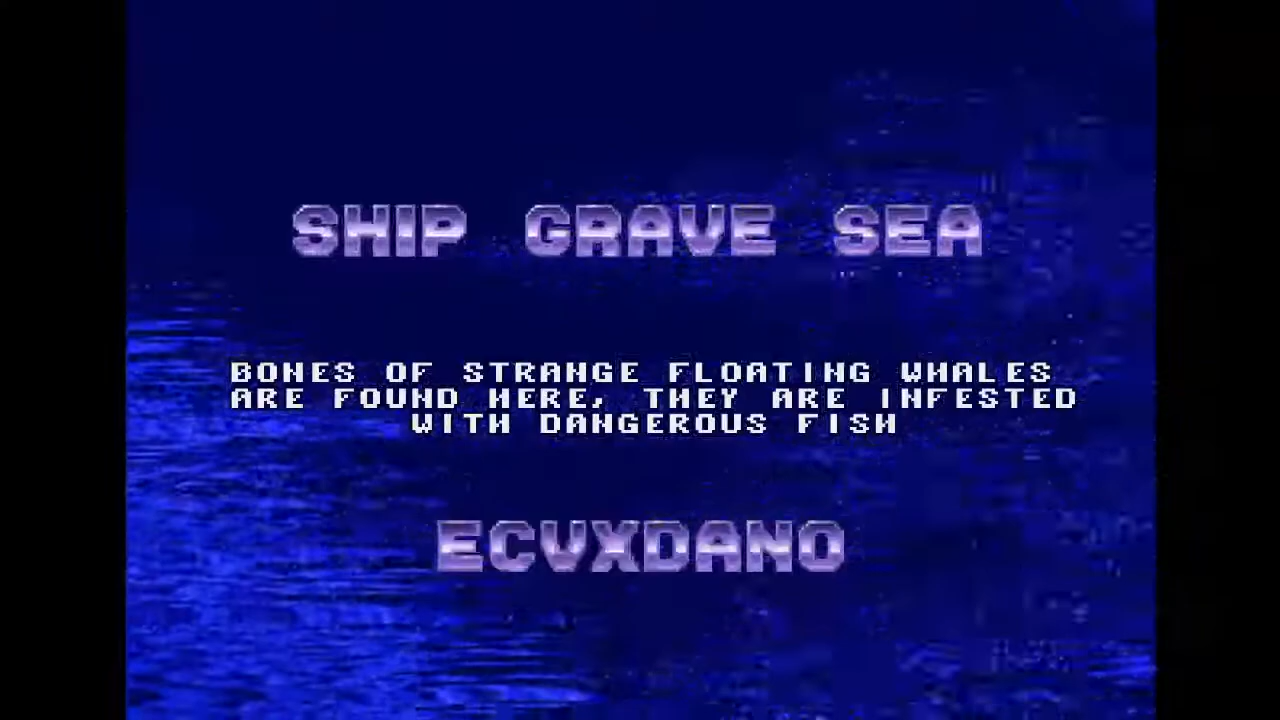 SHIP GRAVE SEA
BONES OF STRANGE FLOATING WHALES
ARE FOUND HERE, THEY ARE INFESTED
WITH DANGEROUS FISH
ECVXDANO